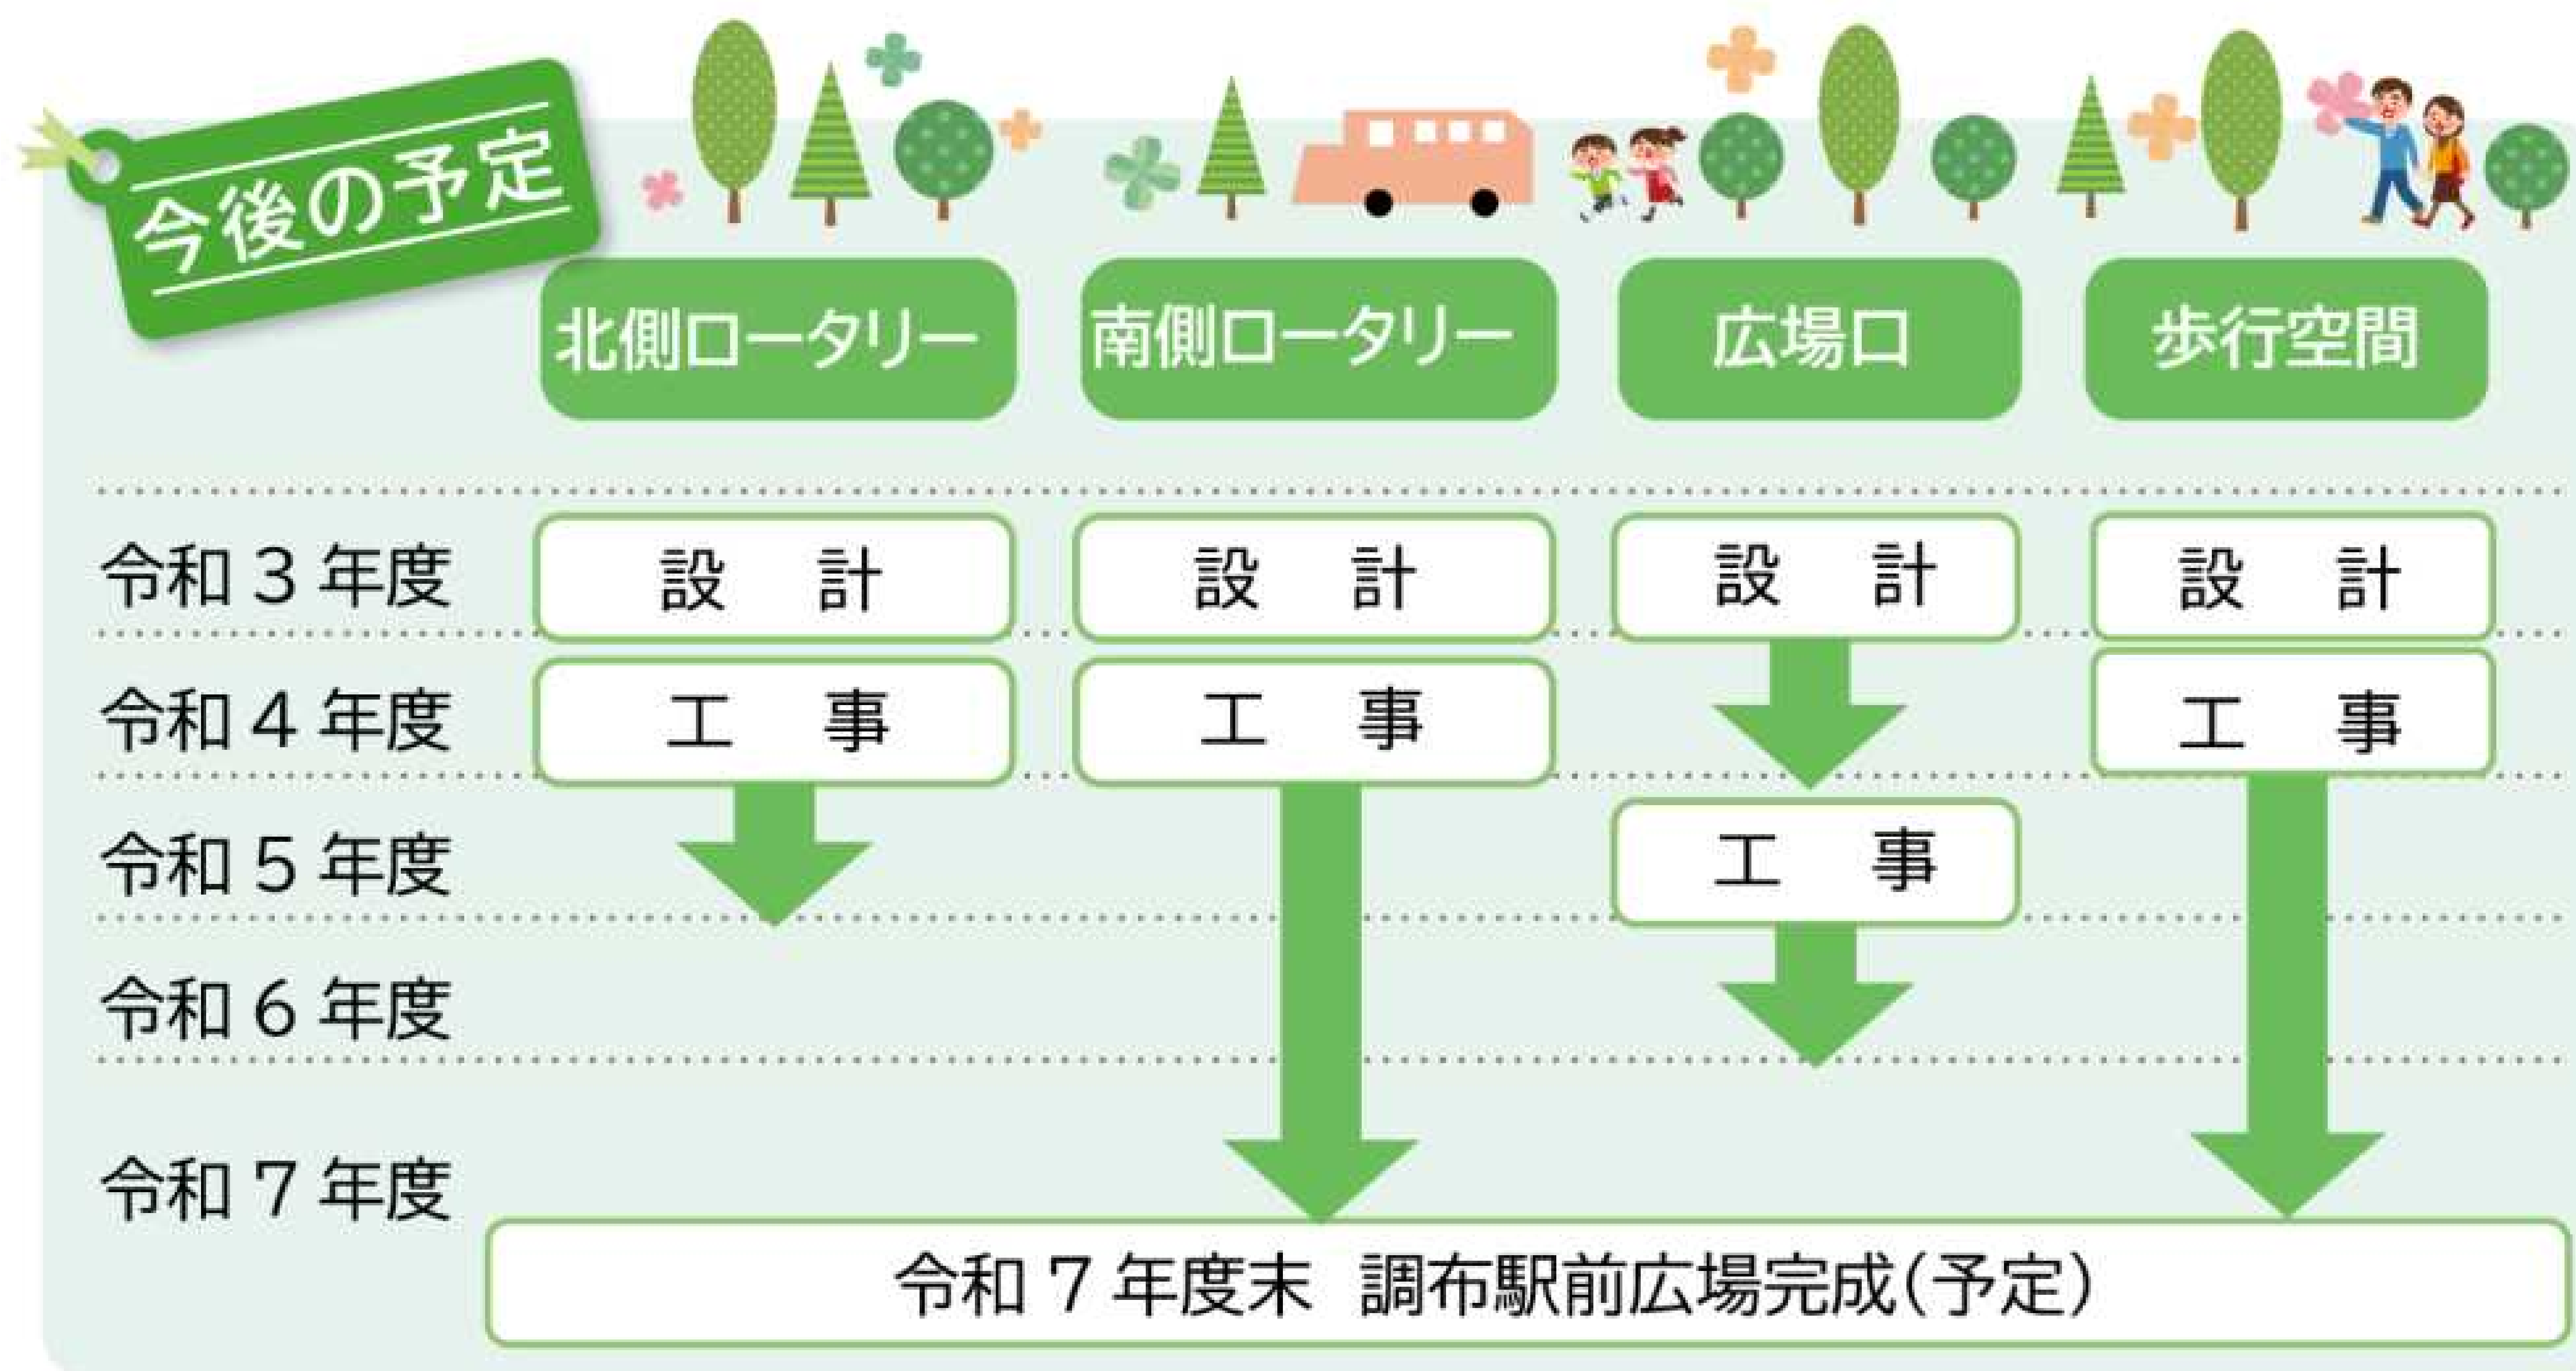 今後の予定
北側ロータリー 南側ロータリー 広場口 歩行空間
令和3年度 設計 設計 設計 設計
令和4年度 工事 工事 工事
令和5年度 工事
令和6年度
令和7年度
令和7年度末 調布駅前広場完成(予定)